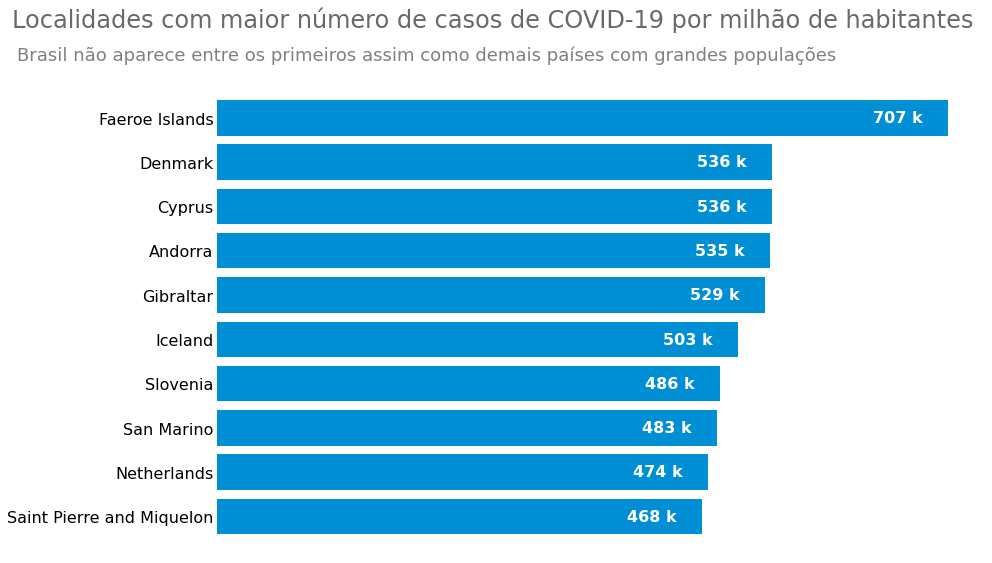 Localidades com maior número de casos de COVID-19 por milhão de habitantes
Brasil não aparece entre os primeiros assim como demais países com grandes populações
Faeroe Islands 707 k
Denmark 536 k
Cyprus 536 k
Andorra 535 k
Gibraltar 529 k
Iceland 503 k
Slovenia 486 k
San Marino 483 k
Netherlands 474 k
Saint Pierre and Miquelon 468 k